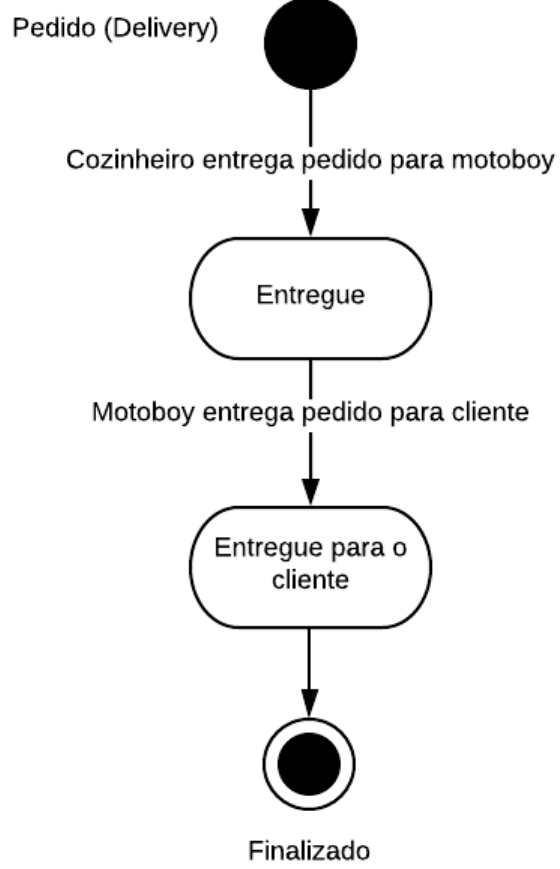 Pedido (Delivery)
Cozinheiro entrega pedido para motoboy
Entregue
Motoboy entrega pedido para cliente
Entregue para o
cliente
Finalizado